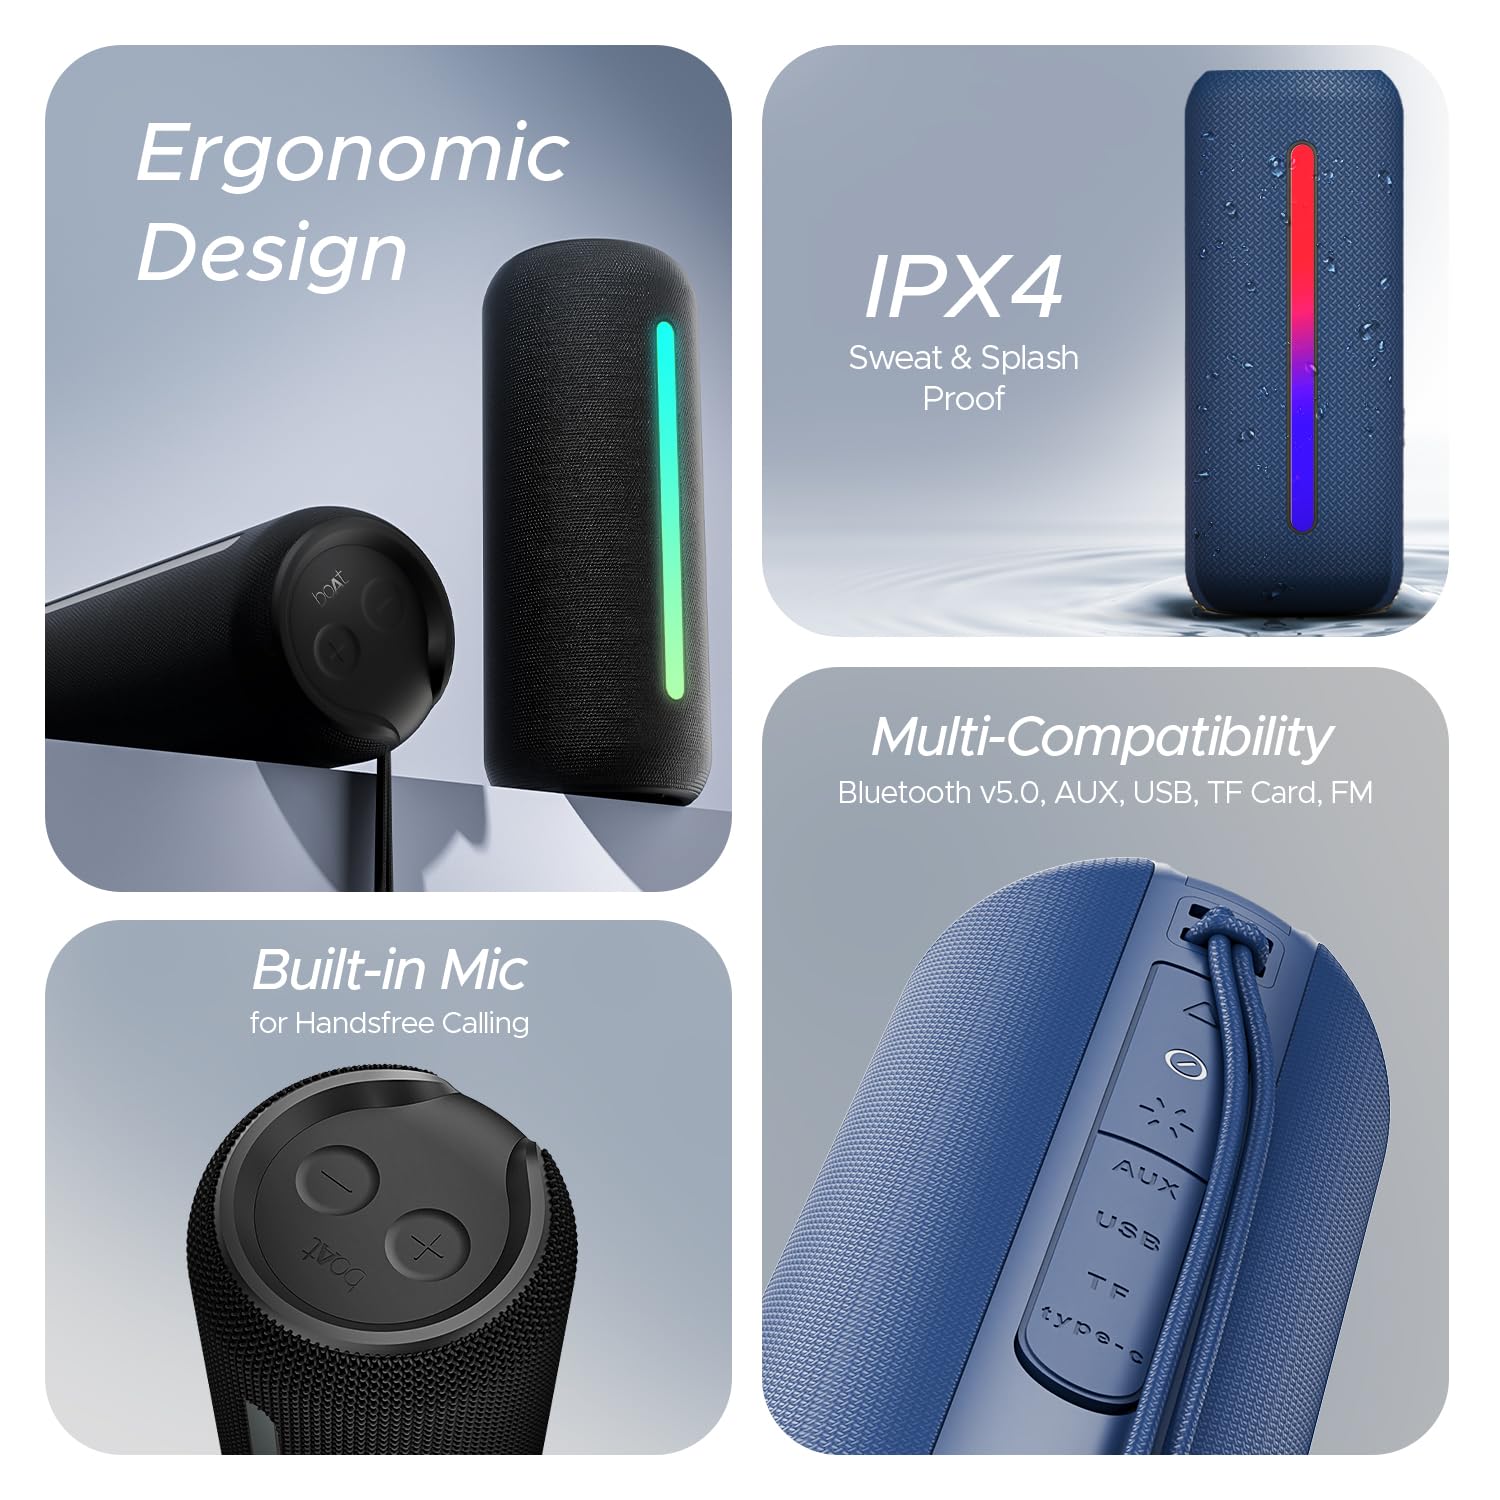 Ergonomic
Design
boAt
IPX4
Sweat & Splash
Proof
Multi-Compatibility
Bluetooth v5.0, AUX, USB, TF Card, FM
AUX
USB
TF
type-c
Built-in Mic
for Handsfree Calling
boAt